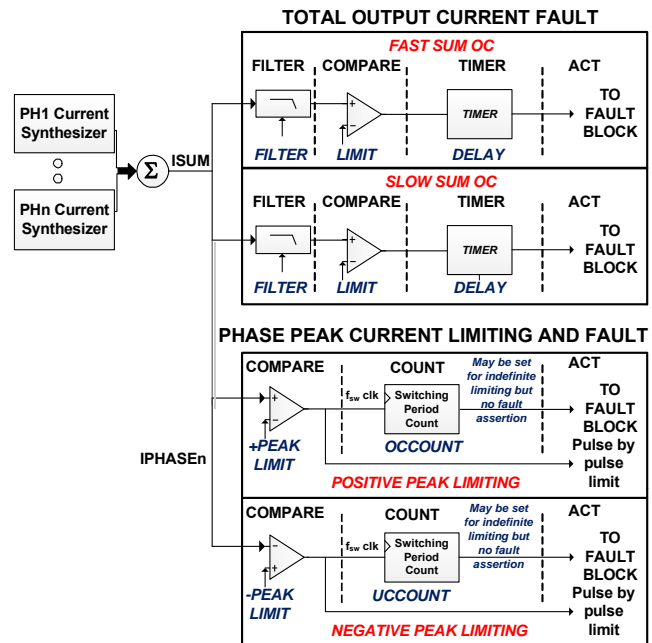 TOTAL OUTPUT CURRENT FAULT
FAST SUM OC
FILTER
COMPARE
TIMER
ACT
PH1 Current
Synthesizer
PHn Current
Synthesizer
Σ
ISUM
+
−
TIMER
TO
FAULT
BLOCK
FILTER
LIMIT
DELAY
SLOW SUM OC
FILTER
COMPARE
TIMER
ACT
+
−
TIMER
TO
FAULT
BLOCK
FILTER
LIMIT
DELAY
PHASE PEAK CURRENT LIMITING AND FAULT
COMPARE
COUNT
May be set
for indefinite
limiting but
no fault
assertion
ACT
+
−
fsw clk
Switching
Period
Count
TO
FAULT
BLOCK
Pulse by
pulse
limit
+PEAK
LIMIT
OCCOUNT
IPHASEn
POSITIVE PEAK LIMITING
COMPARE
COUNT
May be set
for indefinite
limiting but
no fault
assertion
ACT
−
+
fsw clk
Switching
Period
Count
TO
FAULT
BLOCK
Pulse by
pulse
limit
-PEAK
LIMIT
UCCOUNT
NEGATIVE PEAK LIMITING